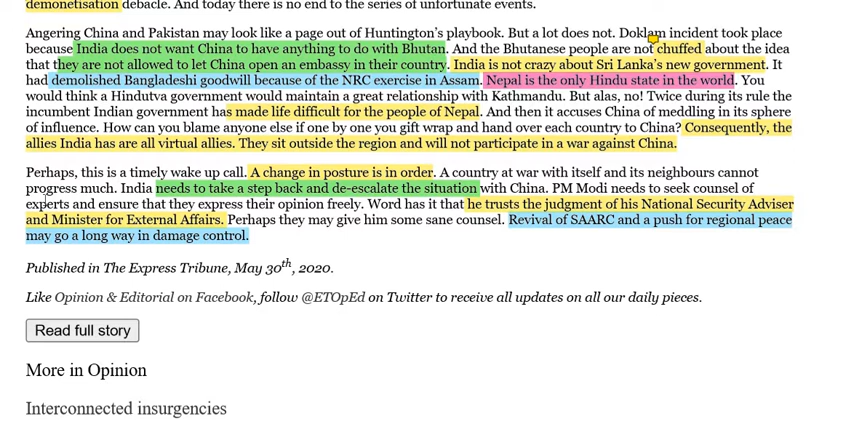 demonetisation debacle. And today there is no end to the series of unfortunate events.
Angering China and Pakistan may look like a page out of Huntington's playbook. But a lot does not. Doklam incident took place
because India does not want China to have anything to do with Bhutan. And the Bhutanese people are not chuffed about the idea
that they are not allowed to let China open an embassy in their country. India is not crazy about Sri Lanka's new government. It
had demolished Bangladeshi goodwill because of the NRC exercise in Assam. Nepal is the only Hindu state in the world. You
would think a Hindutva government would maintain a great relationship with Kathmandu. But alas, no! Twice during its rule the
incumbent Indian government has made life difficult for the people of Nepal. And then it accuses China of meddling in its sphere
of influence. How can you blame anyone else if one by one you gift wrap and hand over each country to China? Consequently, the
allies India has are all virtual allies. They sit outside the region and will not participate in a war against China.
Perhaps, this is a timely wake up call. A change in posture is in order. A country at war with itself and its neighbours cannot
progress much. India needs to take a step back and de-escalate the situation with China. PM Modi needs to seek counsel of
experts and ensure that they express their opinion freely. Word has it that he trusts the judgment of his National Security Adviser
and Minister for External Affairs. Perhaps they may give him some sane counsel. Revival of SAARC and a push for regional peace
may go a long way in damage control.
Published in The Express Tribune, May 30th, 2020.
Like Opinion & Editorial on Facebook, follow @ETOpEd on Twitter to receive all updates on all our daily pieces.
Read full story
More in Opinion
Interconnected insurgencies